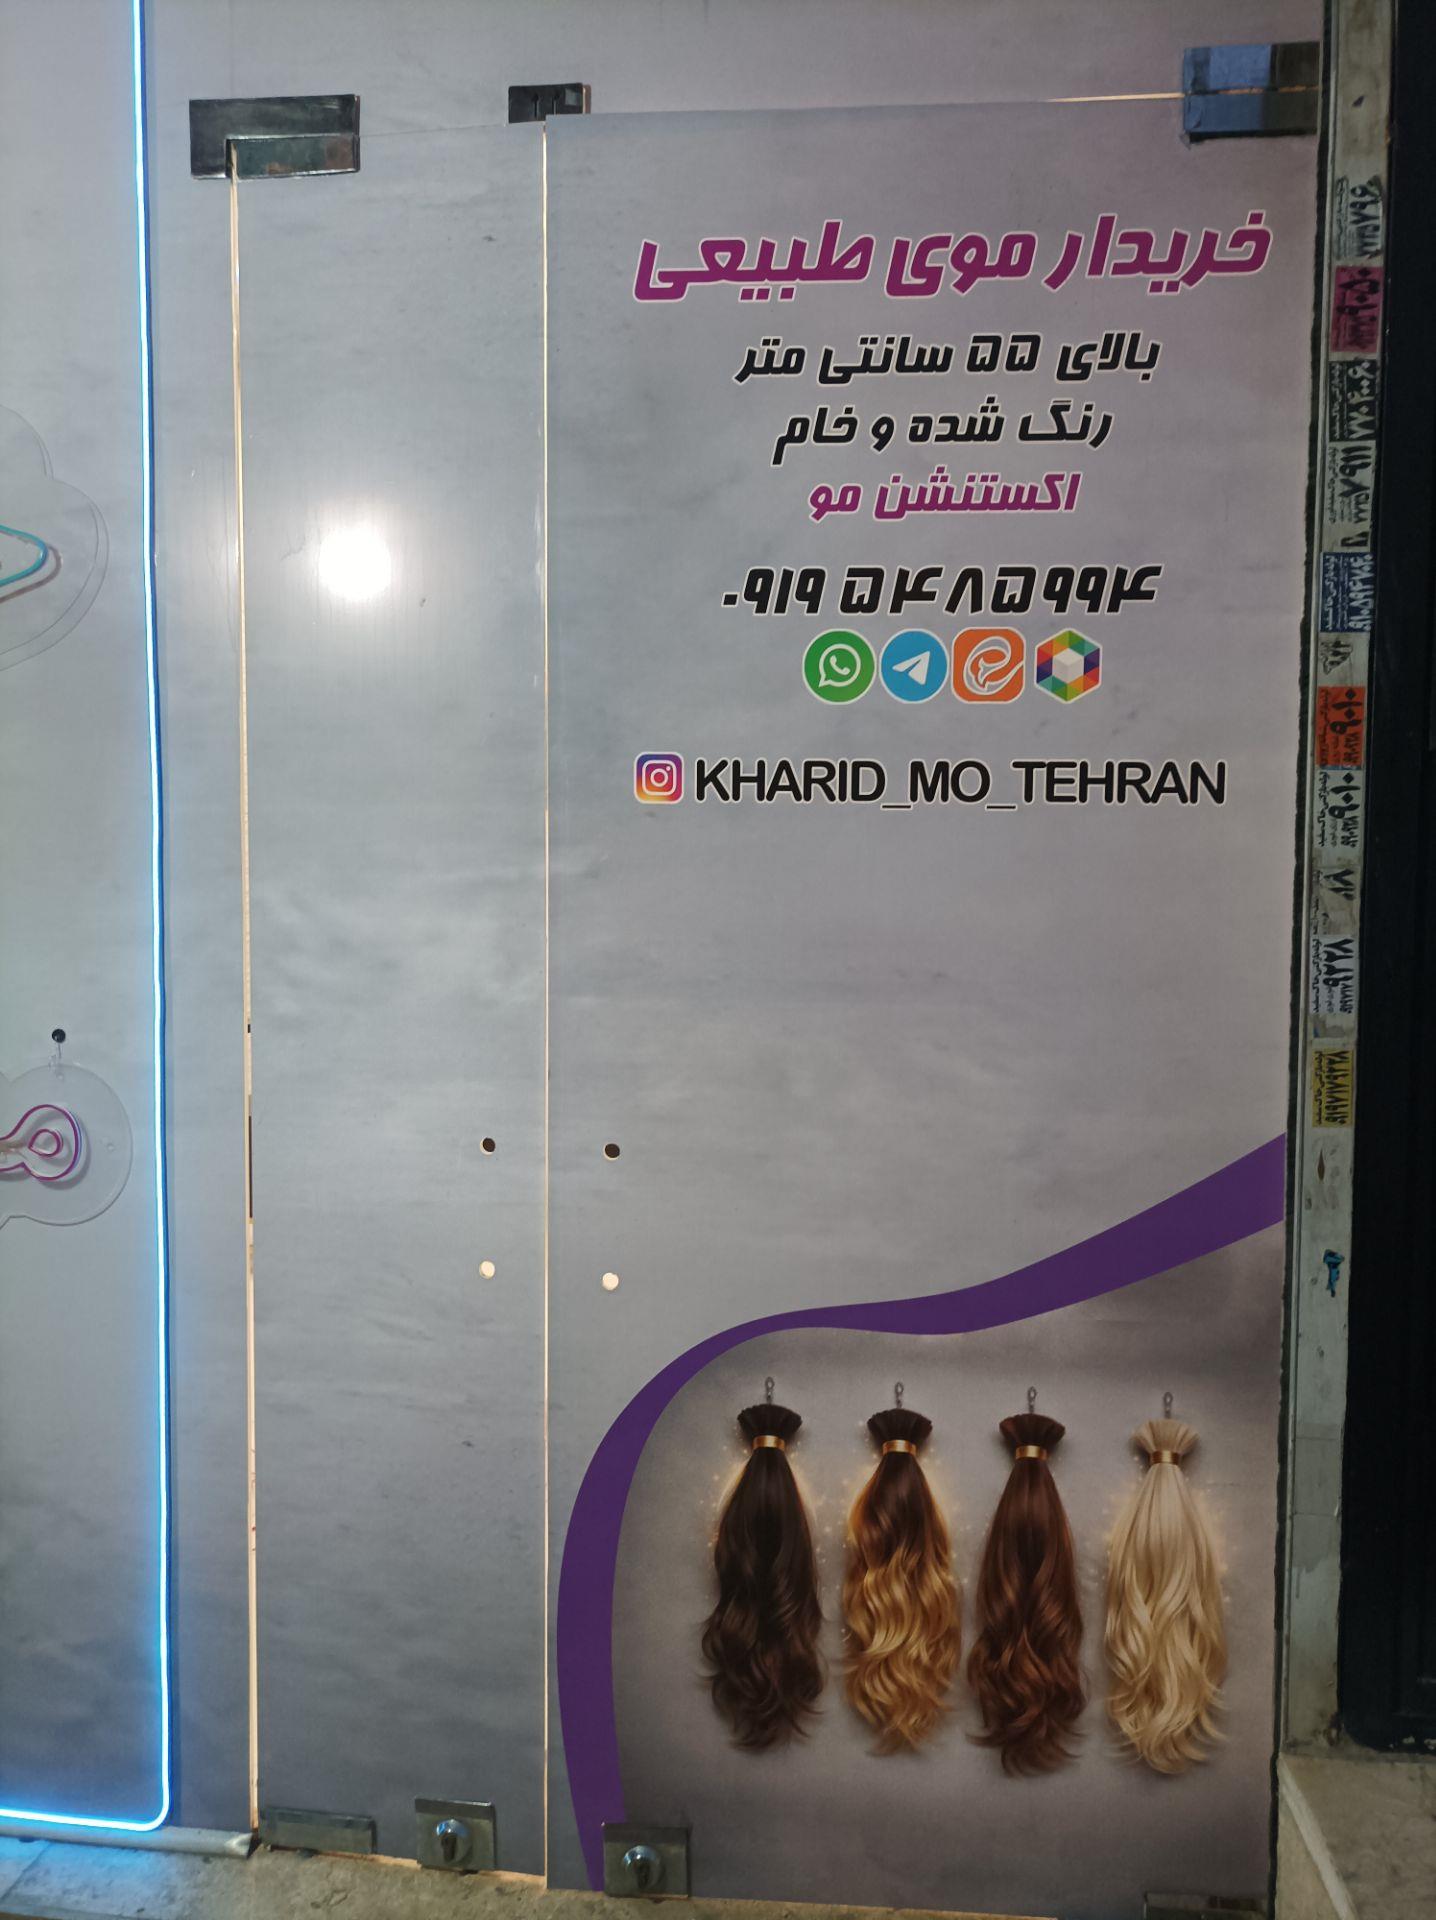 خریدار موی طبیعی
بالای ۵۵ سانتی متر
رنگ شده و خام
اکستنشن مو
۰۹۱۹ ۵۴۸۵۹۹۴
KHARID_MO_TEHRAN